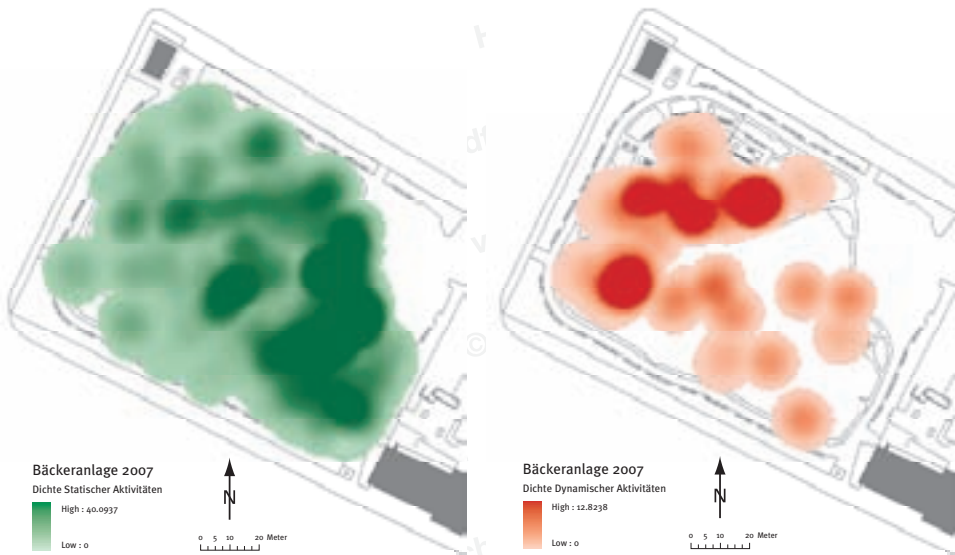 Bäckeranlage 2007
Dichte Statischer Aktivitäten
High : 40.0937
Low : 0
N
0 5 10 20 Meter
Bäckeranlage 2007
Dichte Dynamischer Aktivitäten
High : 12.8238
Low : 0
N
0 5 10 20 Meter
©